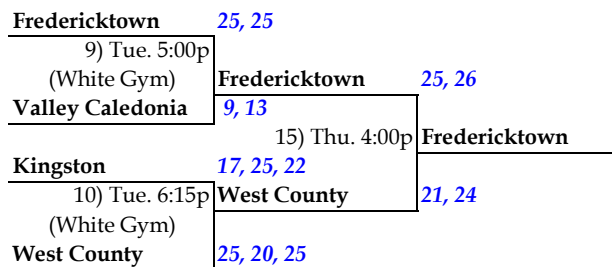 Fredericktown 25, 25
9) Tue. 5:00p
(White Gym) Fredericktown 25, 26
Valley Caledonia 9, 13
15) Thu. 4:00p Fredericktown
Kingston 17, 25, 22
10) Tue. 6:15p West County 21, 24
(White Gym)
West County 25, 20, 25